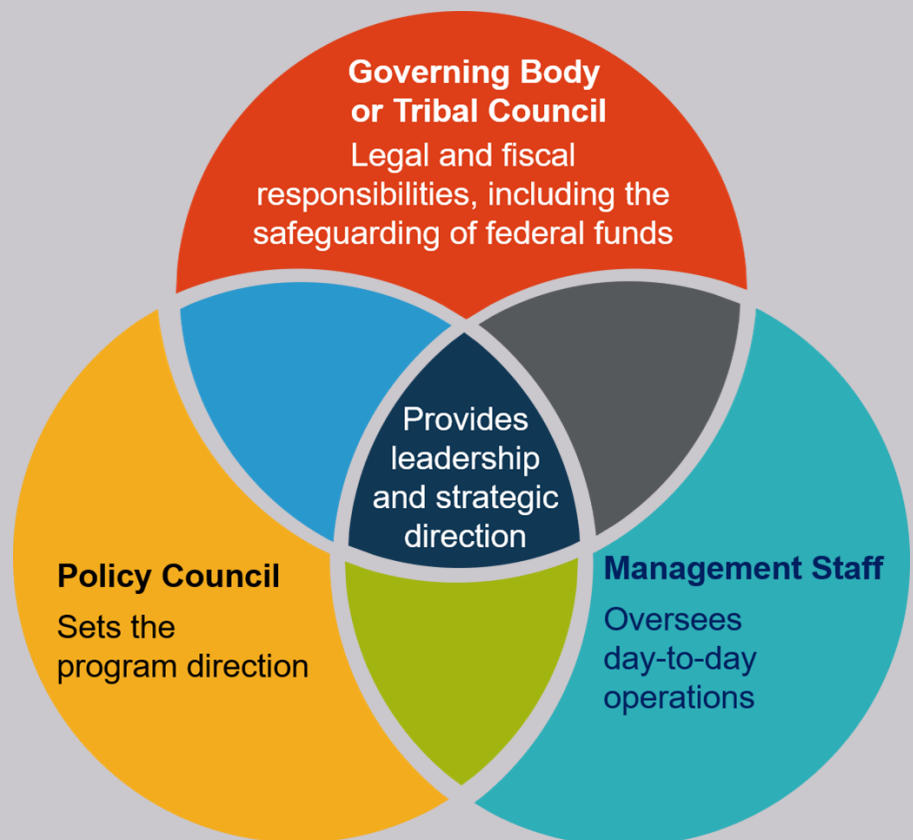 Governing Body
or Tribal Council
Legal and fiscal
responsibilities, including the
safeguarding of federal funds
Provides
leadership
and strategic
direction
Policy Council
Sets the
program direction
Management Staff
Oversees
day-to-day
operations